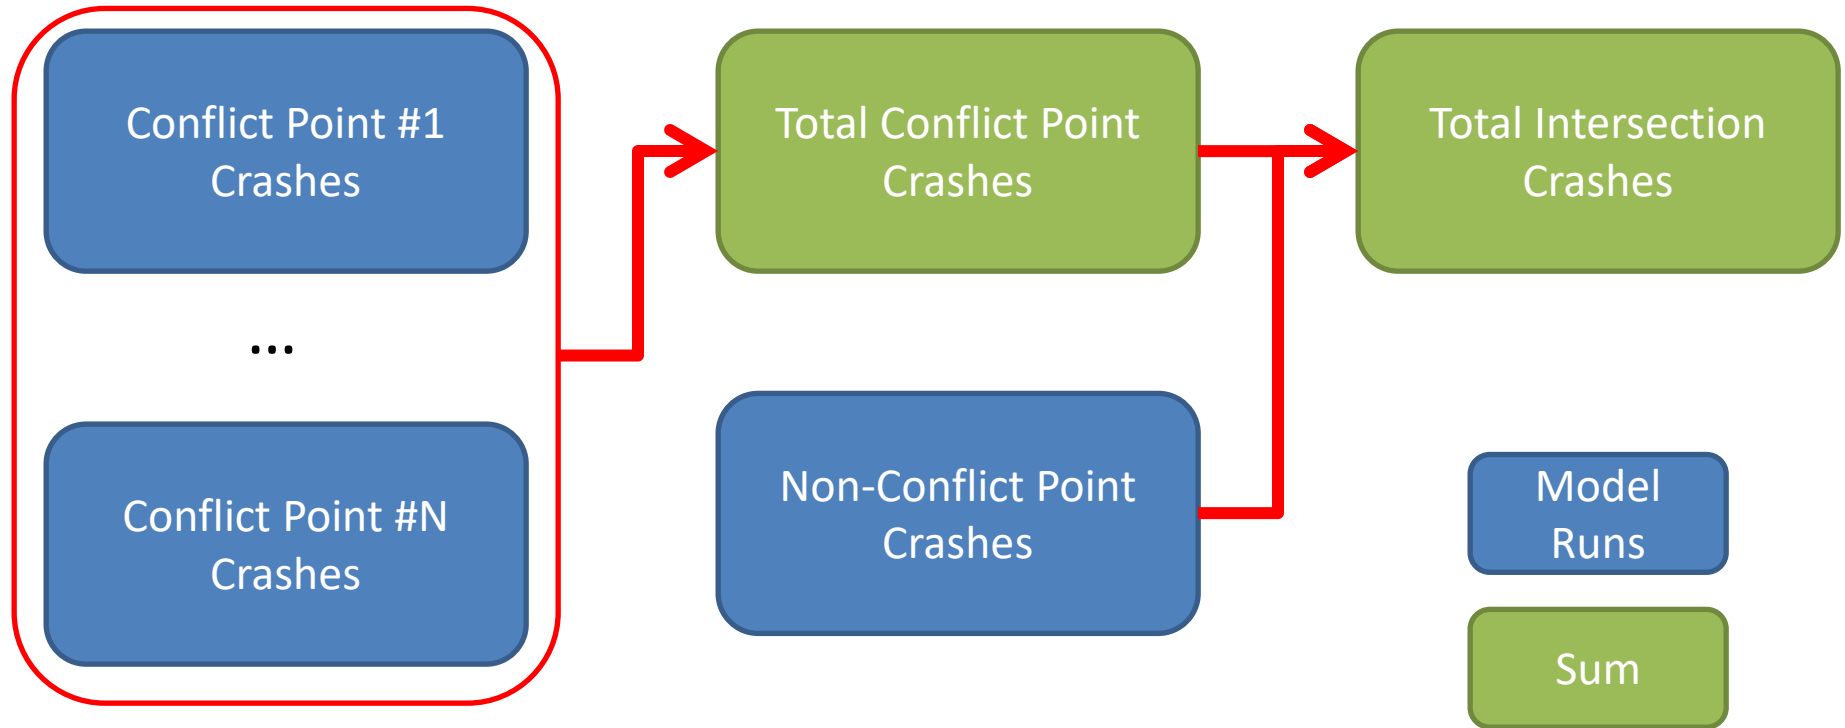 Conflict Point #1
Crashes
...
Conflict Point #N
Crashes
Total Conflict Point
Crashes
Non-Conflict Point
Crashes
Total Intersection
Crashes
Model
Runs
Sum